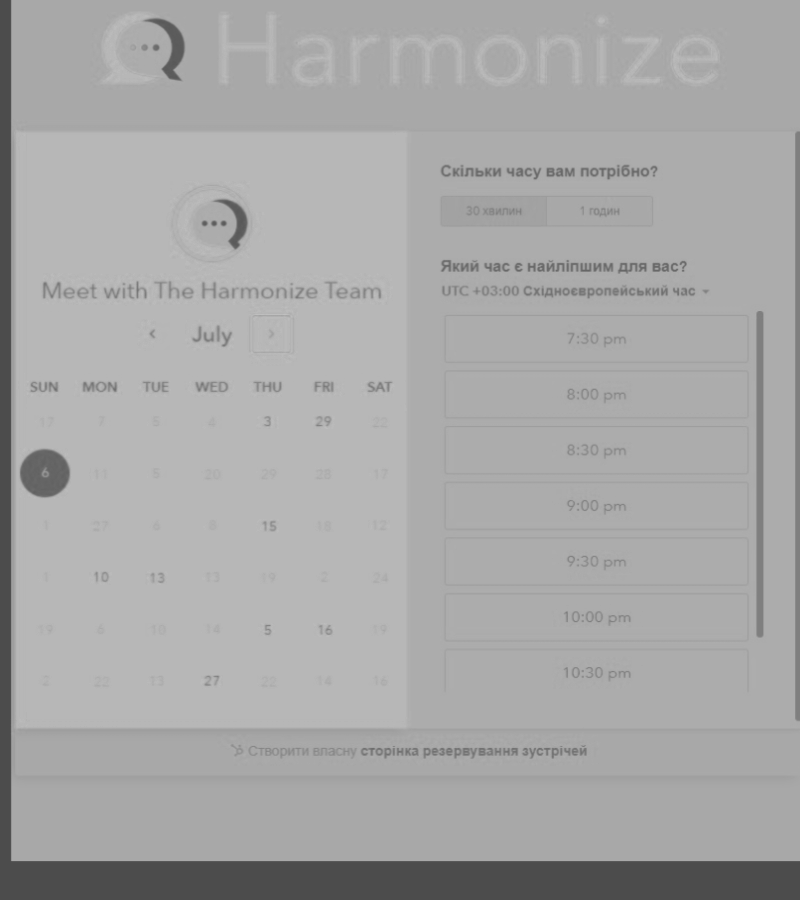 Harmonize
Meet with The Harmonize Team
July
SUN MON TUE WED THU FRI SAT
17 7 5 4 3 29 22
6 11 5 20 29 28 17
27 6 15 12
10 13 13 19 2 24
19 6 10 14 5 16 19
2 22 13 27 22 14 16
Скільки часу вам потрібно?
30 хвилин 1 годин
Який час є найліпшим для вас?
UTC +03:00 Східноєвропейський час
7:30 pm
8:00 pm
8:30 pm
9:00 pm
9:30 pm
10:00 pm
10:30 pm
Створити власну сторінка резервування зустрічей